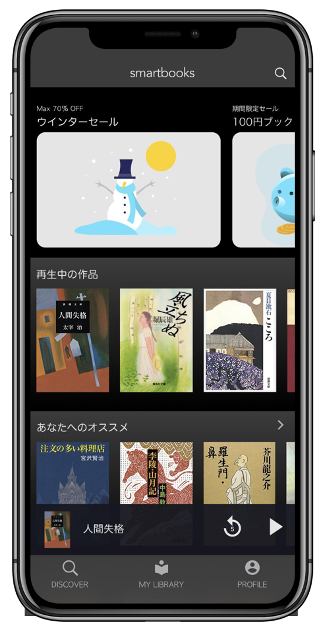 smartbooks
Max 70% OFF
ウインターセール
期間限定セール
100円ブック
再生中の作品
人間失格
太宰 治
風立ちぬ
堀辰雄
夏目漱石
こころ
あなたへのオススメ
注文の多い料理店
宮沢賢治
李陵・山月記
中島敦
羅生門・鼻
芥川龍之介
人間失格
5
DISCOVER
MY LIBRARY
PROFILE